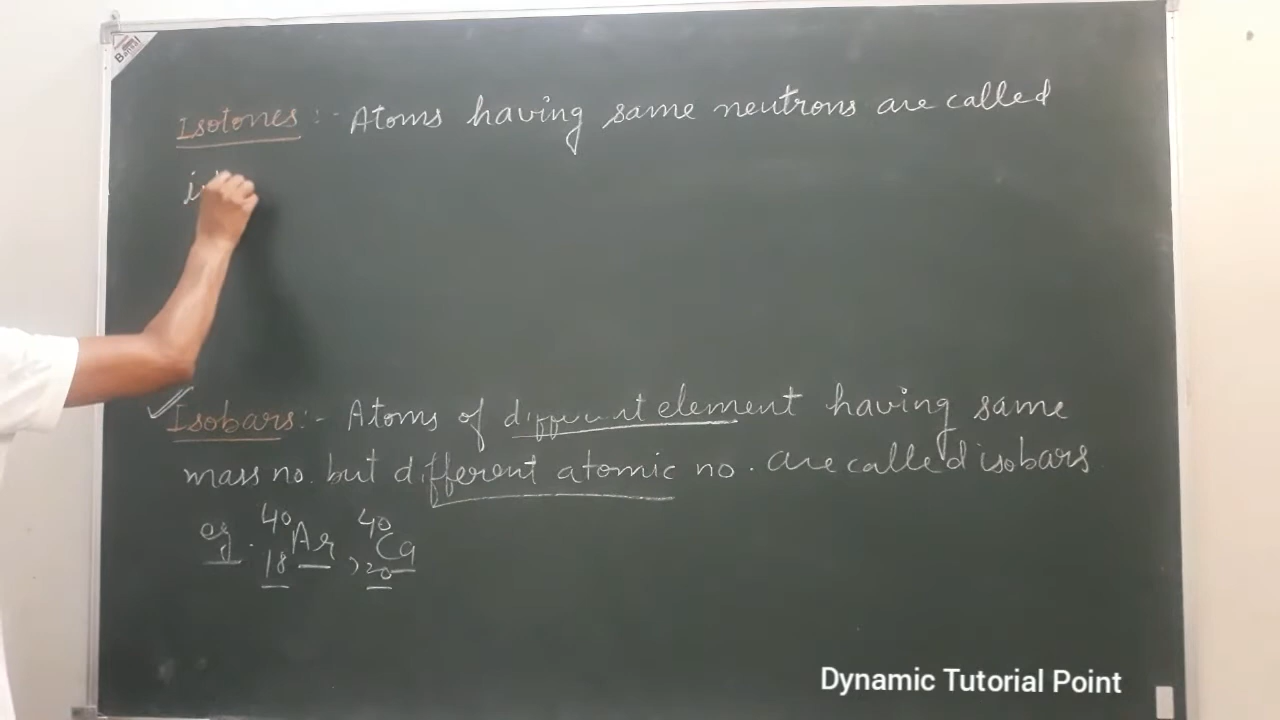 Bansal
Isotones :- Atoms having same neutrons are called
Isobars :- Atoms of different element having same
mass no. but different atomic no. are called isobars
eg. 40 18 Ar, 40 20 Ca
Dynamic Tutorial Point